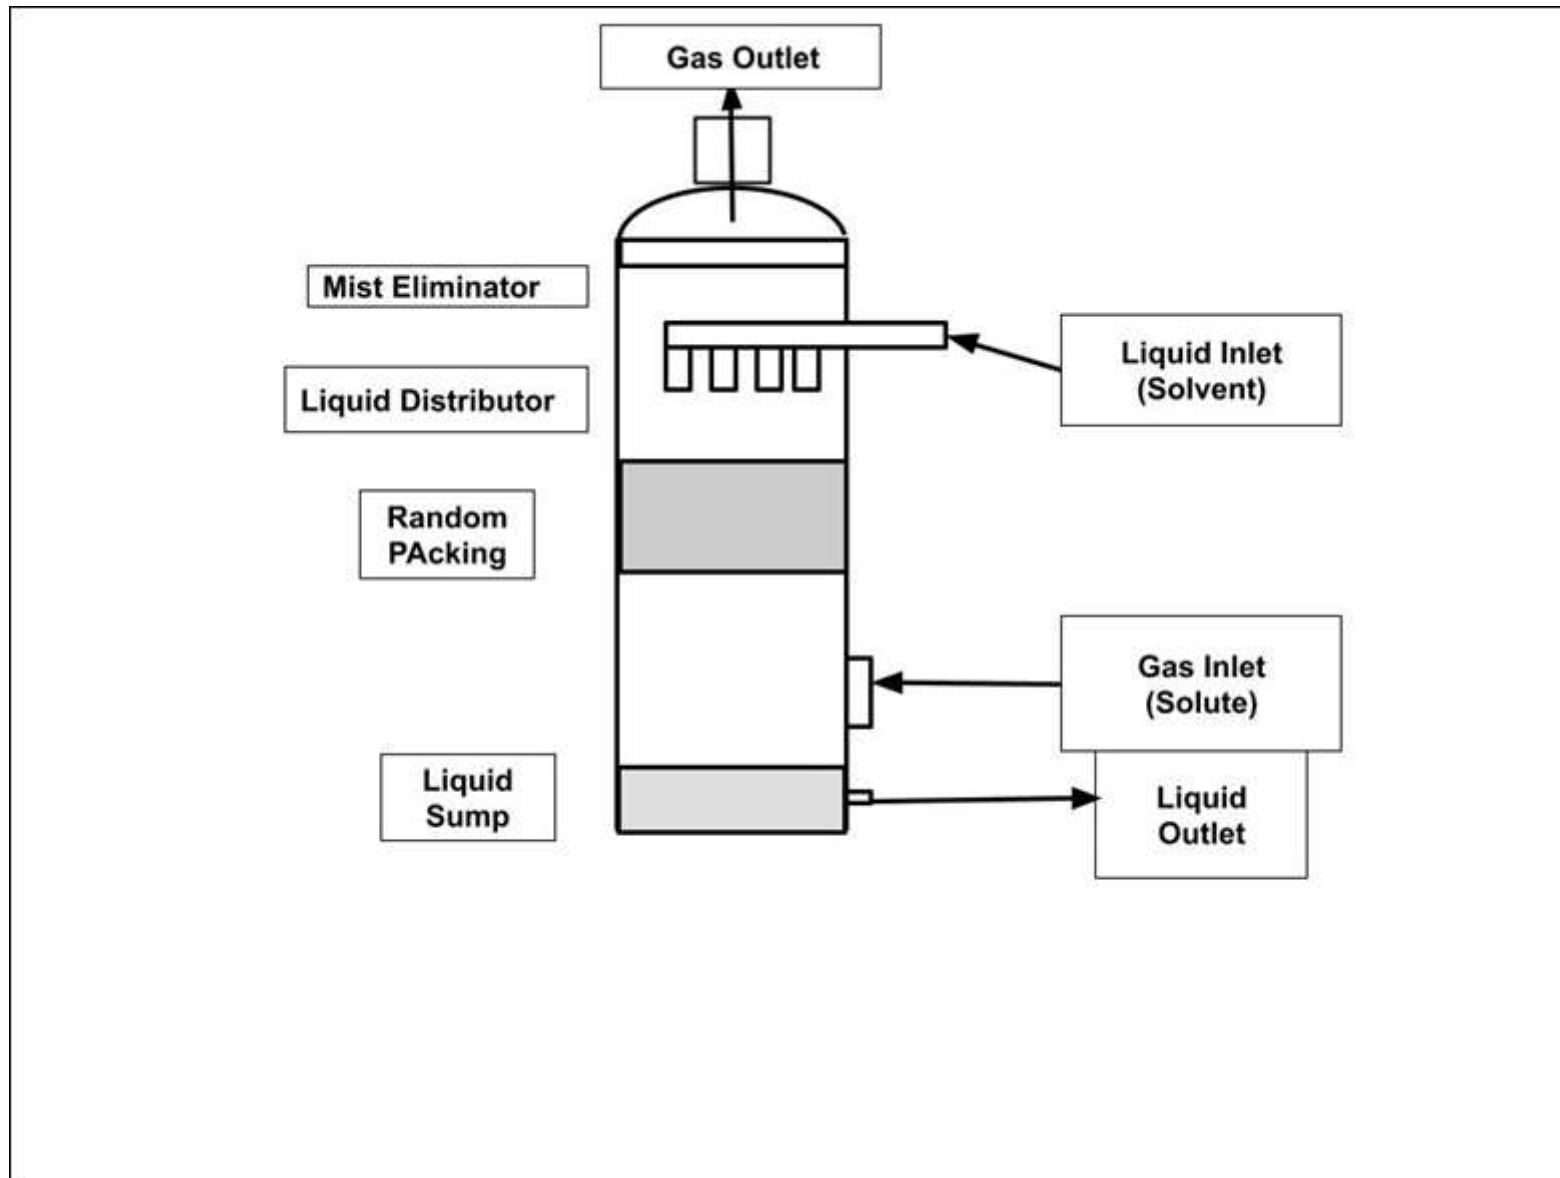 Gas Outlet
Mist Eliminator
Liquid Inlet
(Solvent)
Liquid Distributor
Random
PAcking
Gas Inlet
(Solute)
Liquid
Sump
Liquid
Outlet